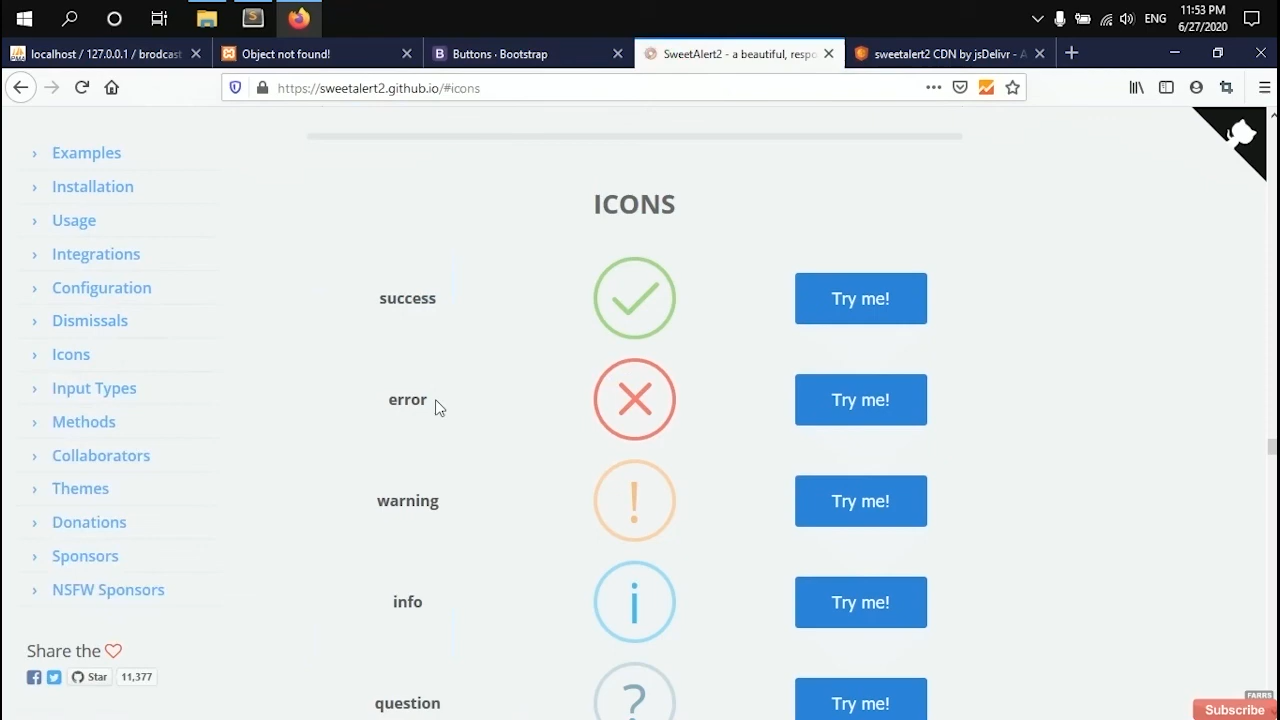 11:53 PM
ENG
6/27/2020
localhost / 127.0.0.1 / brodcast
Object not found!
Buttons · Bootstrap
SweetAlert2 - a beautiful, respo
sweetalert2 CDN by jsDelivr - A
https://sweetalert2.github.io/#icons
Examples
Installation
Usage
Integrations
Configuration
Dismissals
Icons
Input Types
Methods
Collaborators
Themes
Donations
Sponsors
NSFW Sponsors
Share the
Star 11,377
ICONS
success Try me!
error Try me!
warning Try me!
info Try me!
question Try me!
FARRS
Subscribe